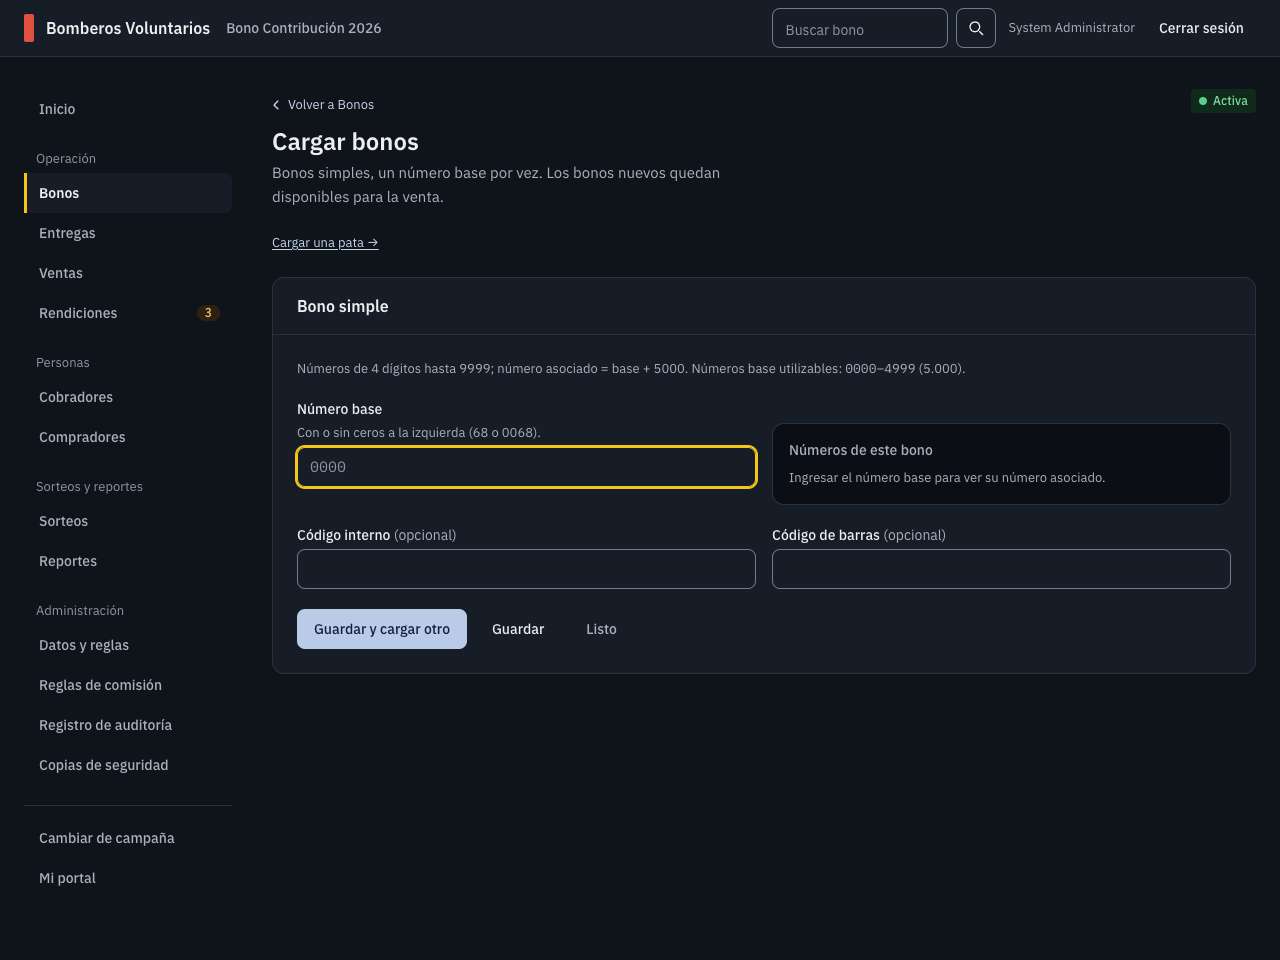 Bomberos Voluntarios
Bono Contribución 2026
Buscar bono
System Administrator
Cerrar sesión
Inicio
Operación
Bonos
Entregas
Ventas
Rendiciones
3
Personas
Cobradores
Compradores
Sorteos y reportes
Sorteos
Reportes
Administración
Datos y reglas
Reglas de comisión
Registro de auditoría
Copias de seguridad
Cambiar de campaña
Mi portal
Volver a Bonos
Activa
Cargar bonos
Bonos simples, un número base por vez. Los bonos nuevos quedan
disponibles para la venta.
Cargar una pata →
Bono simple
Números de 4 dígitos hasta 9999; número asociado = base + 5000. Números base utilizables: 0000–4999 (5.000).
Número base
Con o sin ceros a la izquierda (68 o 0068).
0000
Números de este bono
Ingresar el número base para ver su número asociado.
Código interno (opcional)
Código de barras (opcional)
Guardar y cargar otro
Guardar
Listo